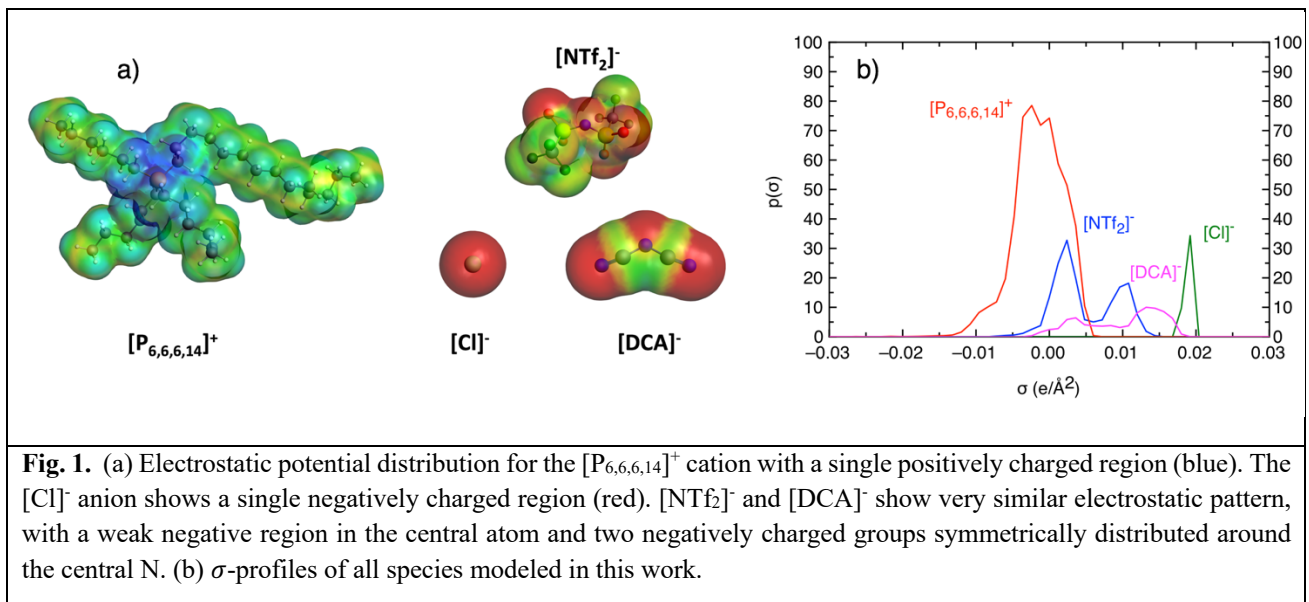 a)
[NTf2]-
[P6,6,6,14]+
[Cl]-
[DCA]-
b)
100
90
80
70
60
50
40
30
20
10
0
p(σ)
[P6,6,6,14]+
[NTf2]-
[Cl]-
[DCA]-
100
90
80
70
60
50
40
30
20
10
0
−0.03
−0.02
−0.01
0.00
0.01
0.02
0.03
σ (e/Å2)
Fig. 1. (a) Electrostatic potential distribution for the [P6,6,6,14]+ cation with a single positively charged region (blue). The
[Cl]- anion shows a single negatively charged region (red). [NTf2]- and [DCA]- show very similar electrostatic pattern,
with a weak negative region in the central atom and two negatively charged groups symmetrically distributed around
the central N. (b) σ-profiles of all species modeled in this work.